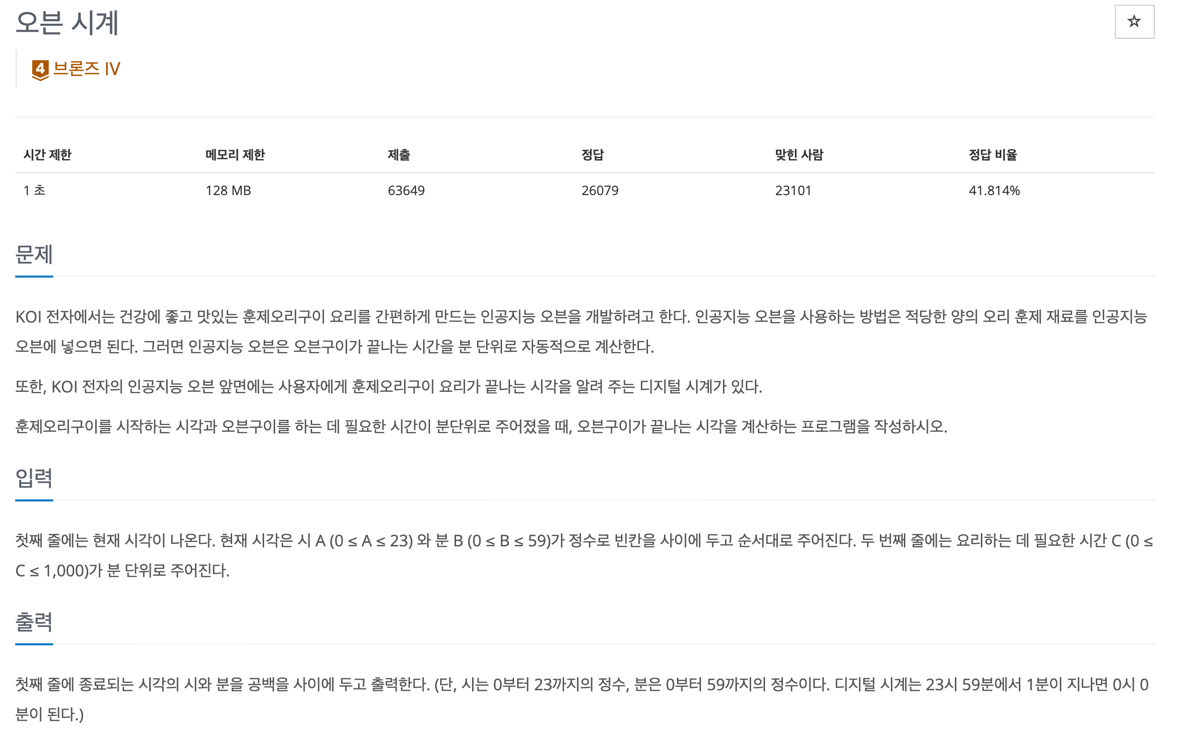 오븐 시계
☆
4 브론즈 IV
시간 제한 메모리 제한 제출 정답 맞힌 사람 정답 비율
1 초 128 MB 63649 26079 23101 41.814%
문제
KOI 전자에서는 건강에 좋고 맛있는 훈제오리구이 요리를 간편하게 만드는 인공지능 오븐을 개발하려고 한다. 인공지능 오븐을 사용하는 방법은 적당한 양의 오리 훈제 재료를 인공지능
오븐에 넣으면 된다. 그러면 인공지능 오븐은 오븐구이가 끝나는 시간을 분 단위로 자동적으로 계산한다.
또한, KOI 전자의 인공지능 오븐 앞면에는 사용자에게 훈제오리구이 요리가 끝나는 시각을 알려 주는 디지털 시계가 있다.
훈제오리구이를 시작하는 시각과 오븐구이를 하는 데 필요한 시간이 분단위로 주어졌을 때, 오븐구이가 끝나는 시각을 계산하는 프로그램을 작성하시오.
입력
첫째 줄에는 현재 시각이 나온다. 현재 시각은 시 A (0 ≤ A ≤ 23) 와 분 B (0 ≤ B ≤ 59)가 정수로 빈칸을 사이에 두고 순서대로 주어진다. 두 번째 줄에는 요리하는 데 필요한 시간 C (0 ≤
C ≤ 1,000)가 분 단위로 주어진다.
출력
첫째 줄에 종료되는 시각의 시와 분을 공백을 사이에 두고 출력한다. (단, 시는 0부터 23까지의 정수, 분은 0부터 59까지의 정수이다. 디지털 시계는 23시 59분에서 1분이 지나면 0시 0
분이 된다.)